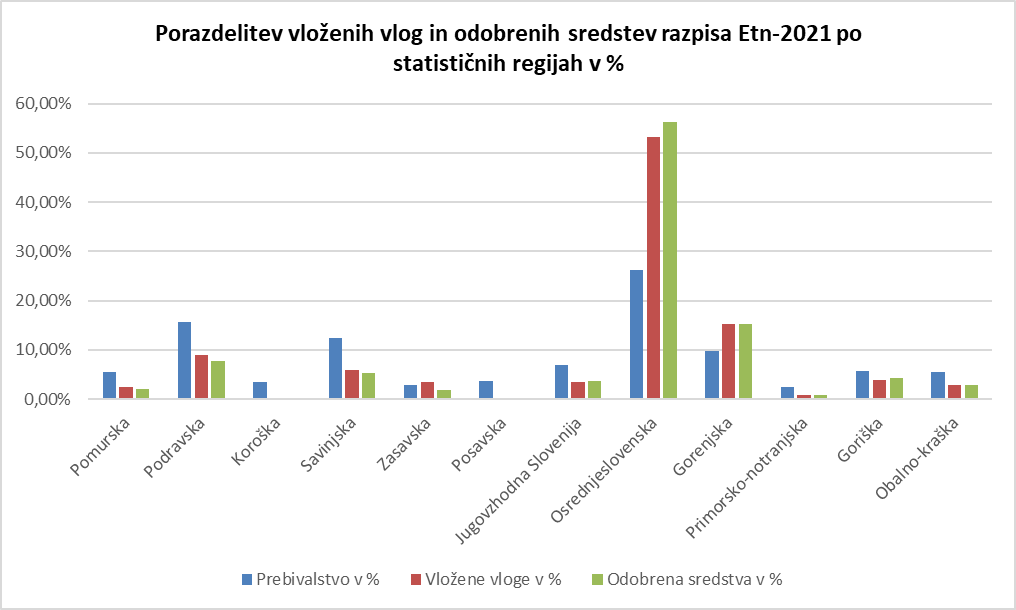 Porazdelitev vloženih vlog in odobrenih sredstev razpisa Etn-2021 po
statističnih regijah v %
60,00%
50,00%
40,00%
30,00%
20,00%
10,00%
0,00%
Pomurska
Podravska
Koroška
Savinjska
Zasavska
Posavska
Jugovzhodna Slovenija
Osrednjeslovenska
Gorenjska
Primorsko-notranjska
Goriška
Obalno-kraška
Prebivalstvo v %
Vložene vloge v %
Odobrena sredstva v %